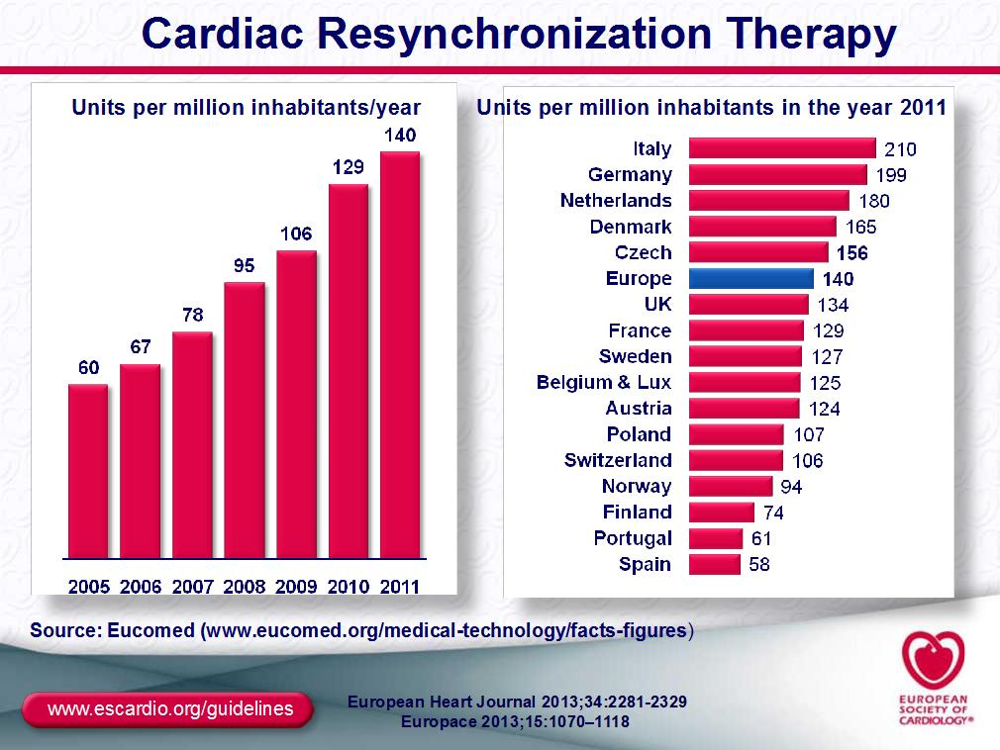 Cardiac Resynchronization Therapy
Units per million inhabitants/year
140
129
106
95
78
67
60
2005 2006 2007 2008 2009 2010 2011
Units per million inhabitants in the year 2011
Italy 210
Germany 199
Netherlands 180
Denmark 165
Czech 156
Europe 140
UK 134
France 129
Sweden 127
Belgium & Lux 125
Austria 124
Poland 107
Switzerland 106
Norway 94
Finland 74
Portugal 61
Spain 58
Source: Eucomed (www.eucomed.org/medical-technology/facts-figures)
www.escardio.org/guidelines
European Heart Journal 2013;34:2281-2329
Europace 2013;15:1070–1118
EUROPEAN
SOCIETY OF
CARDIOLOGY®